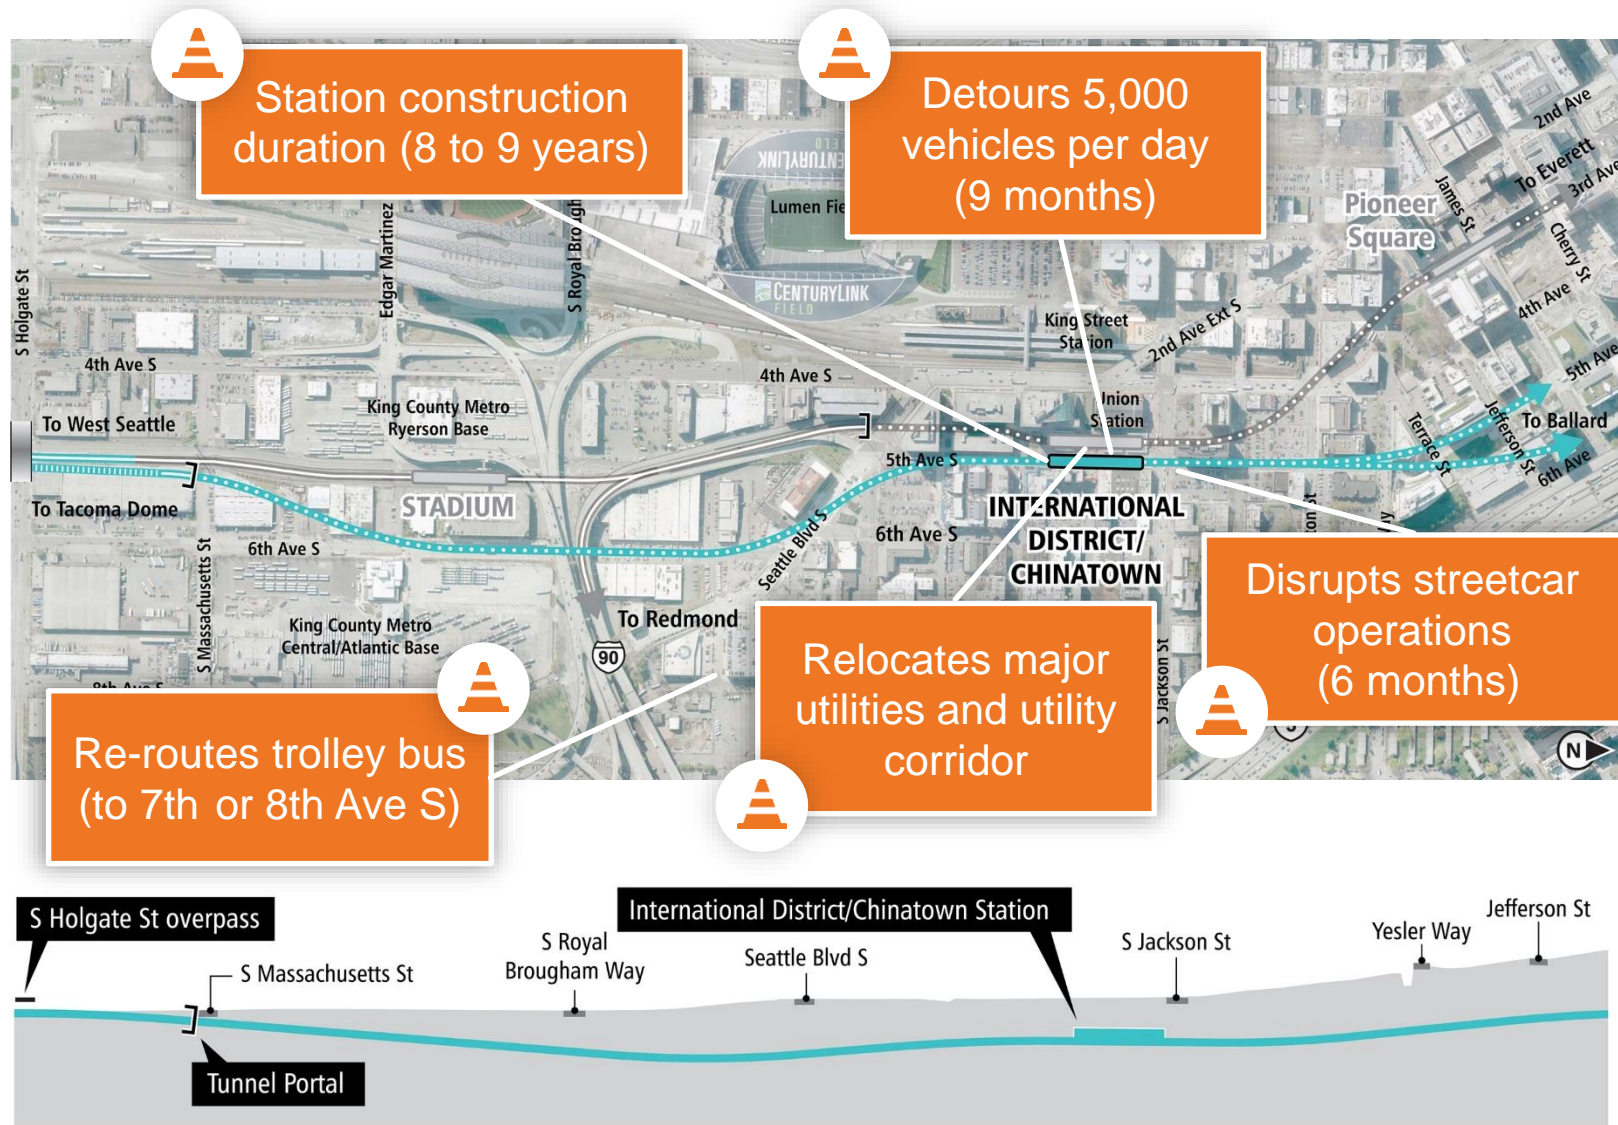 Station construction
duration (8 to 9 years)
Detours 5,000
vehicles per day
(9 months)
2nd Ave
To Everett
3rd Ave
James St
Cherry St
Pioneer
Square
4th Ave
5th Ave
CENTURYLINK
FIELD
Lumen
CENTURYLINK
FIELD
Edgar Martinez
S Royal
S Holgate St
King Street
Station
2nd Ave Ext S
4th Ave S
4th Ave S
King County Metro
Ryerson Base
Union
Station
To West Seattle
To Ballard
Terrace St
Jefferson St
6th Ave
5th Ave S
STADIUM
To Tacoma Dome
INTERNATIONAL
DISTRICT/
CHINATOWN
6th Ave S
6th Ave S
Seattle Blvd S
S Massachusetts St
To Redmond
90
King County Metro
Central/Atlantic Base
S Jackson St
Disrupts streetcar
operations
(6 months)
Relocates major
utilities and utility
corridor
Re-routes trolley bus
(to 7th or 8th Ave S)
N
S Holgate St overpass
International District/Chinatown Station
Jefferson St
Yesler Way
S Jackson St
S Royal
Brougham Way
Seattle Blvd S
S Massachusetts St
Tunnel Portal